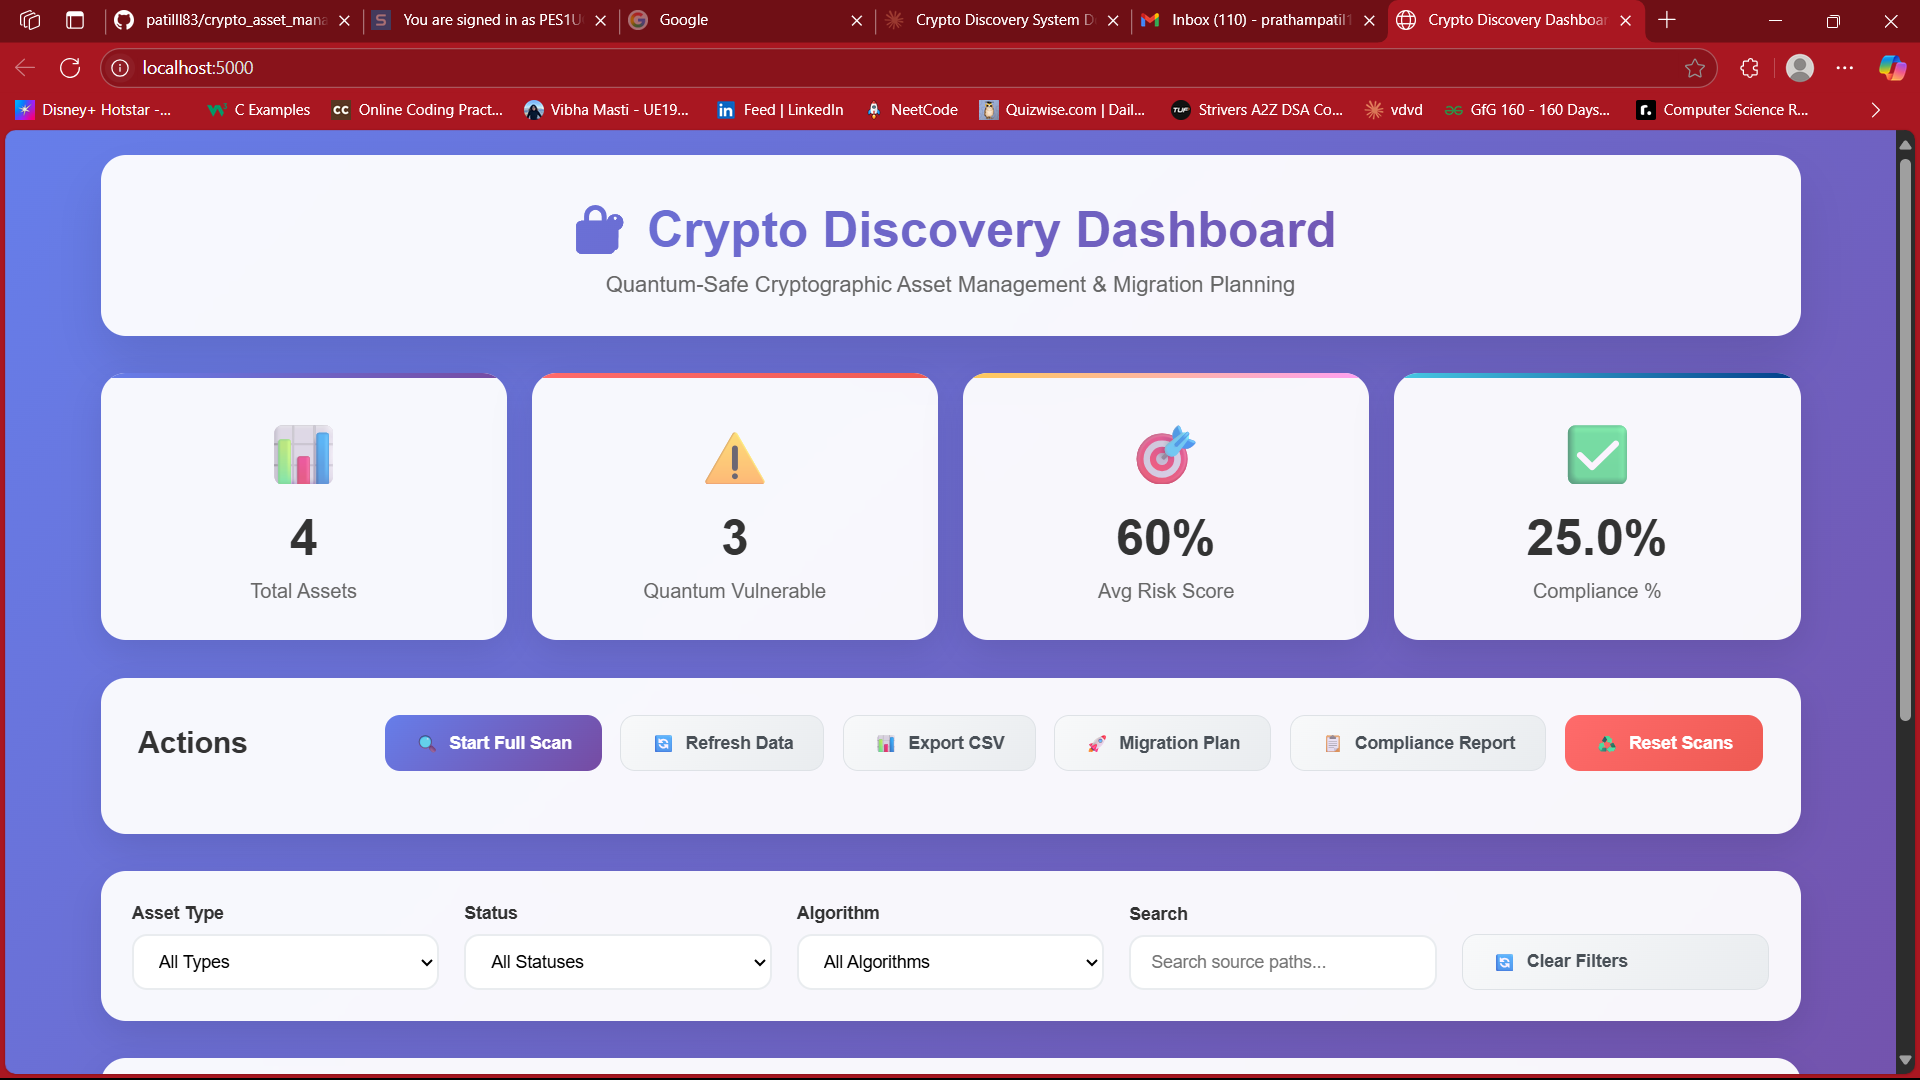 patilll83/crypto_asset_mana
You are signed in as PES1U
Google
Crypto Discovery System D
Inbox (110) - prathampatil1
Crypto Discovery Dashboar
localhost:5000
Disney+ Hotstar -...
C Examples
CC
Online Coding Pract...
Vibha Masti - UE19...
Feed | LinkedIn
NeetCode
Quizwise.com | Dail...
TUF
Strivers A2Z DSA Co...
vdvd
GfG 160 - 160 Days...
Computer Science R...
Crypto Discovery Dashboard
Quantum-Safe Cryptographic Asset Management & Migration Planning
4
Total Assets
3
Quantum Vulnerable
60%
Avg Risk Score
25.0%
Compliance %
Actions
Start Full Scan
Refresh Data
Export CSV
Migration Plan
Compliance Report
Reset Scans
Asset Type
Status
Algorithm
Search
All Types
All Statuses
All Algorithms
Search source paths...
Clear Filters